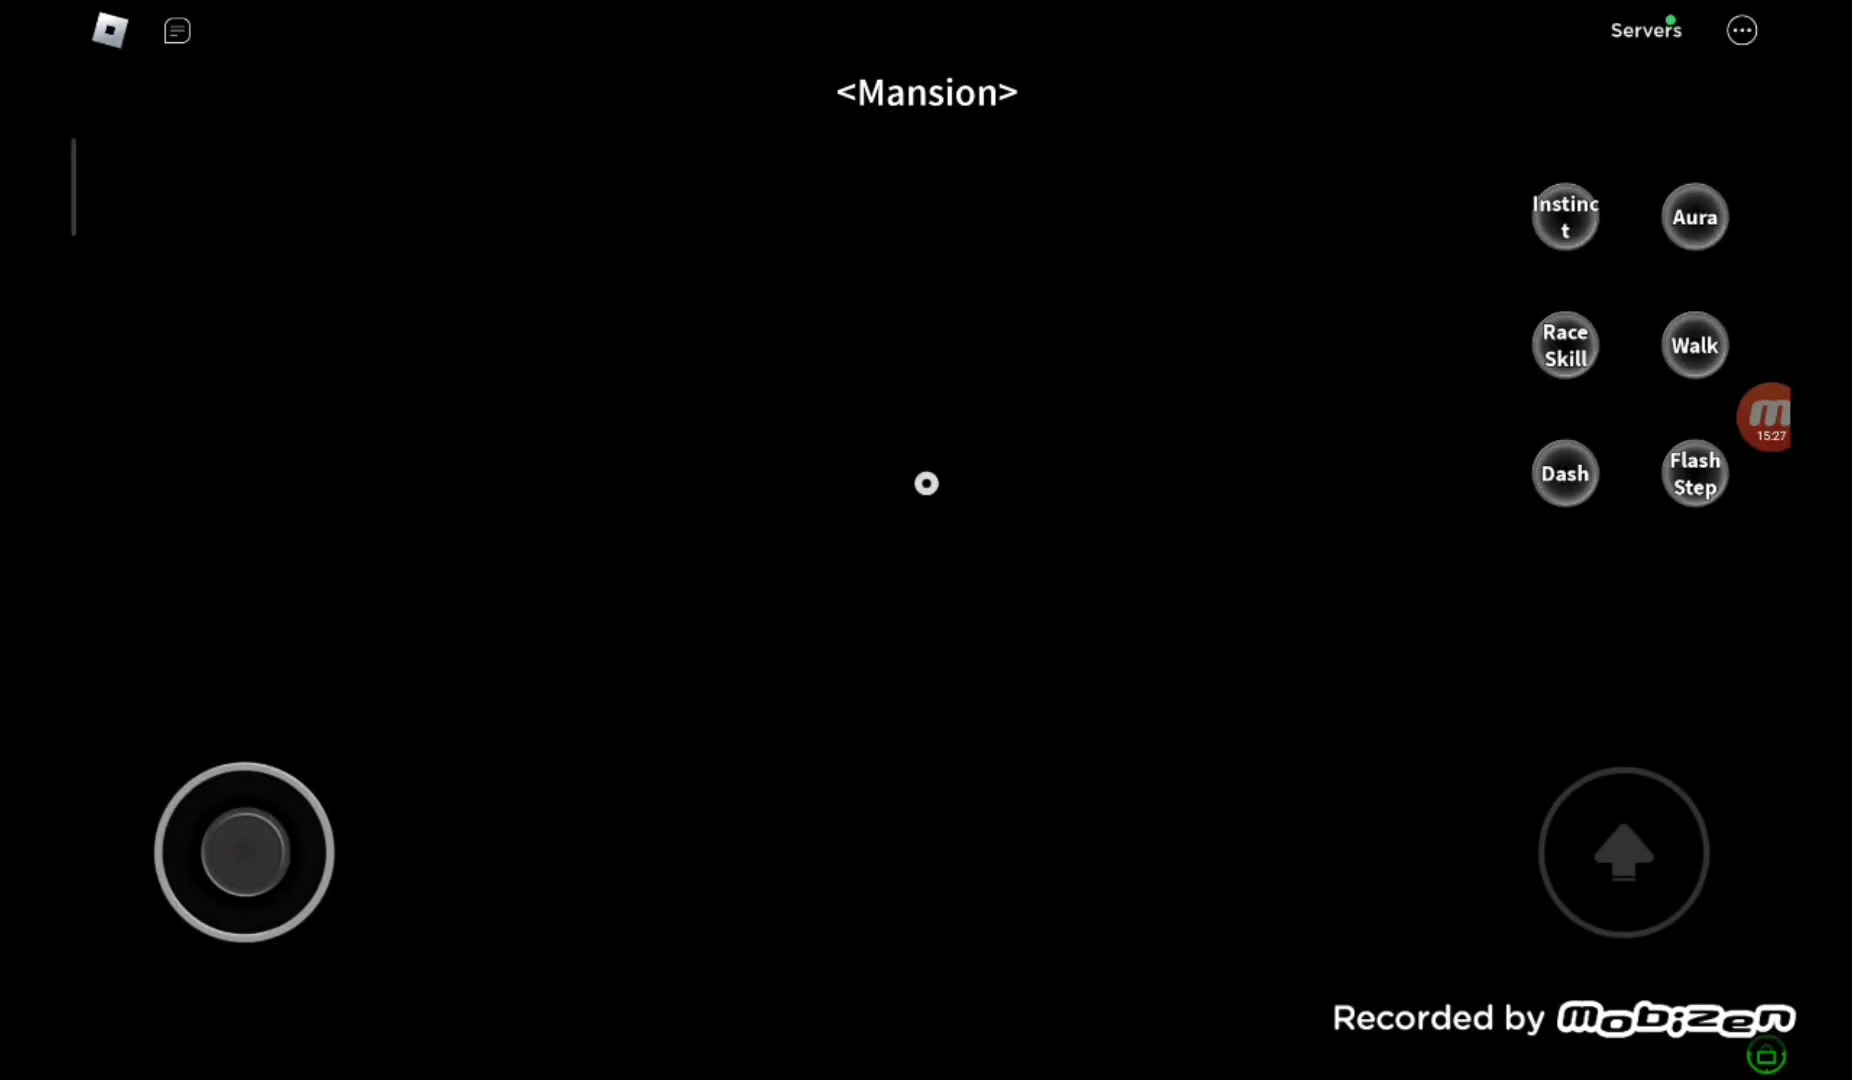 Servers
<Mansion>
Instinc
t
Aura
Race
Skill
Walk
15:27
Dash
Flash
Step
Recorded by mobizen